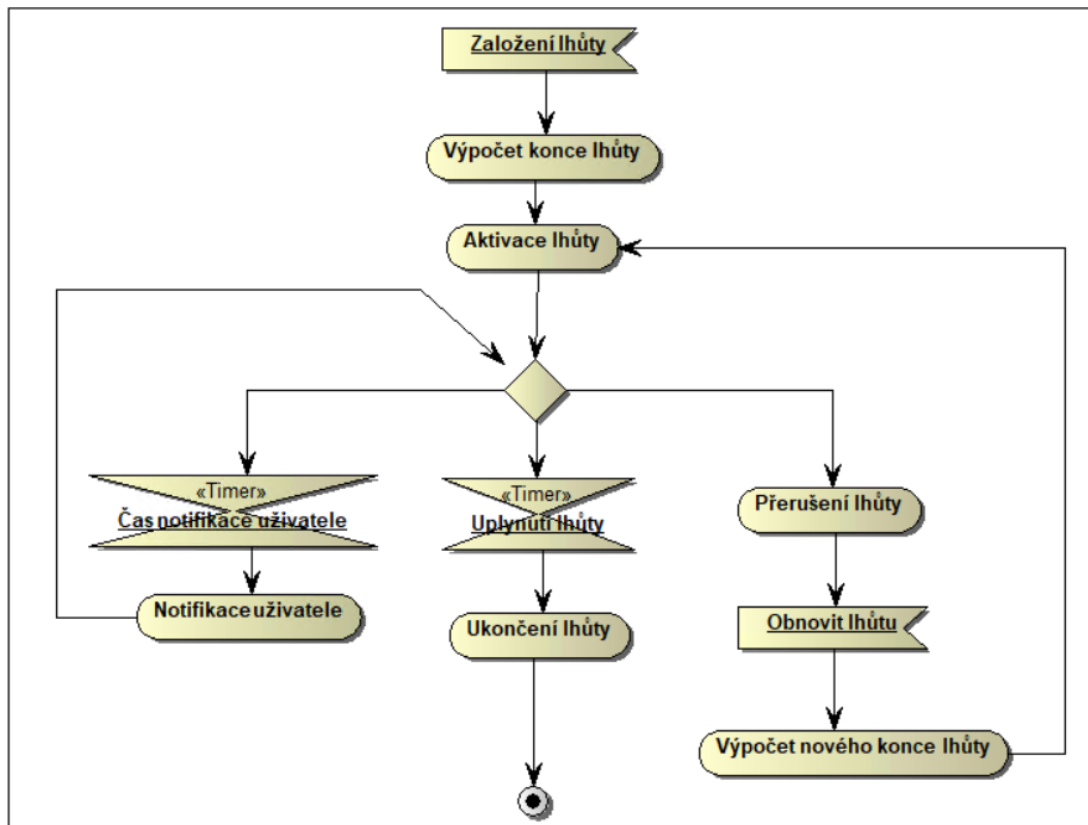 Založení lhůty
Výpočet konce lhůty
Aktivace lhůty
«Timer»
Čas notifikace uživatele
«Timer»
Uplynutí lhůty
Přerušení lhůty
Notifikace uživatele
Ukončení lhůty
Obnovit lhůtu
Výpočet nového konce lhůty